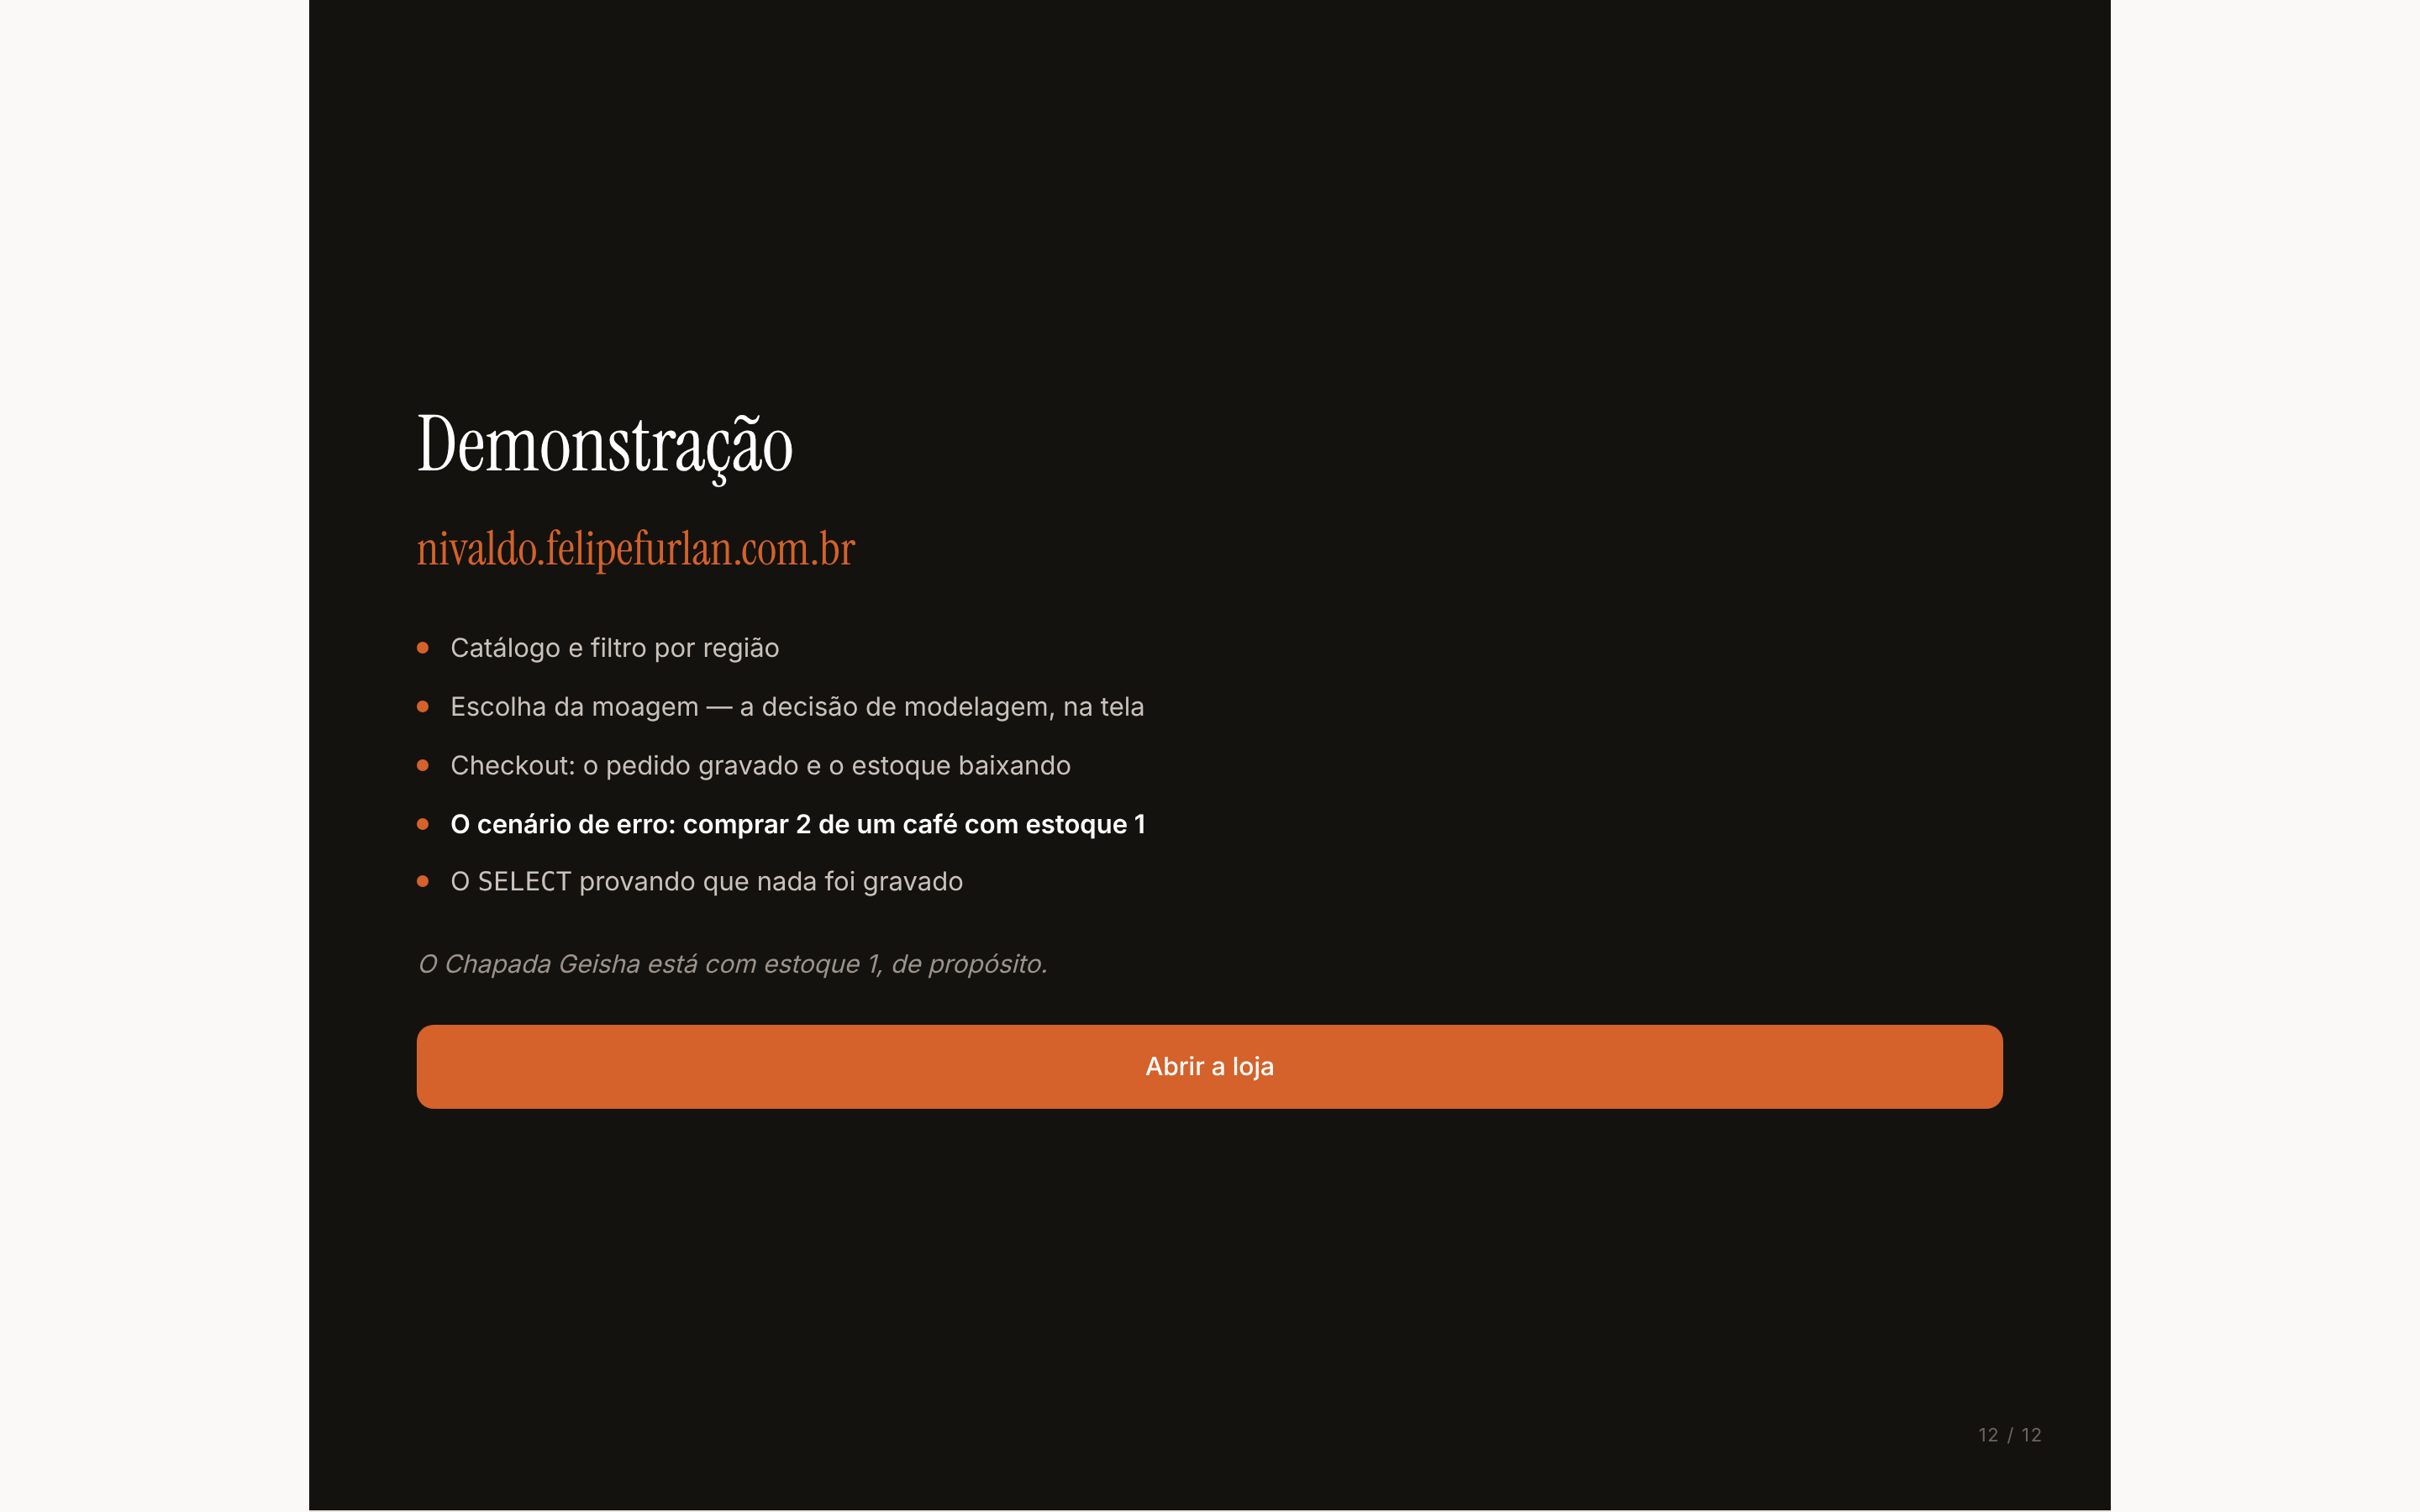 Demonstração
nivaldo.felipefurlan.com.br
Catálogo e filtro por região
Escolha da moagem — a decisão de modelagem, na tela
Checkout: o pedido gravado e o estoque baixando
O cenário de erro: comprar 2 de um café com estoque 1
O SELECT provando que nada foi gravado
O Chapada Geisha está com estoque 1, de propósito.
Abrir a loja
12 / 12